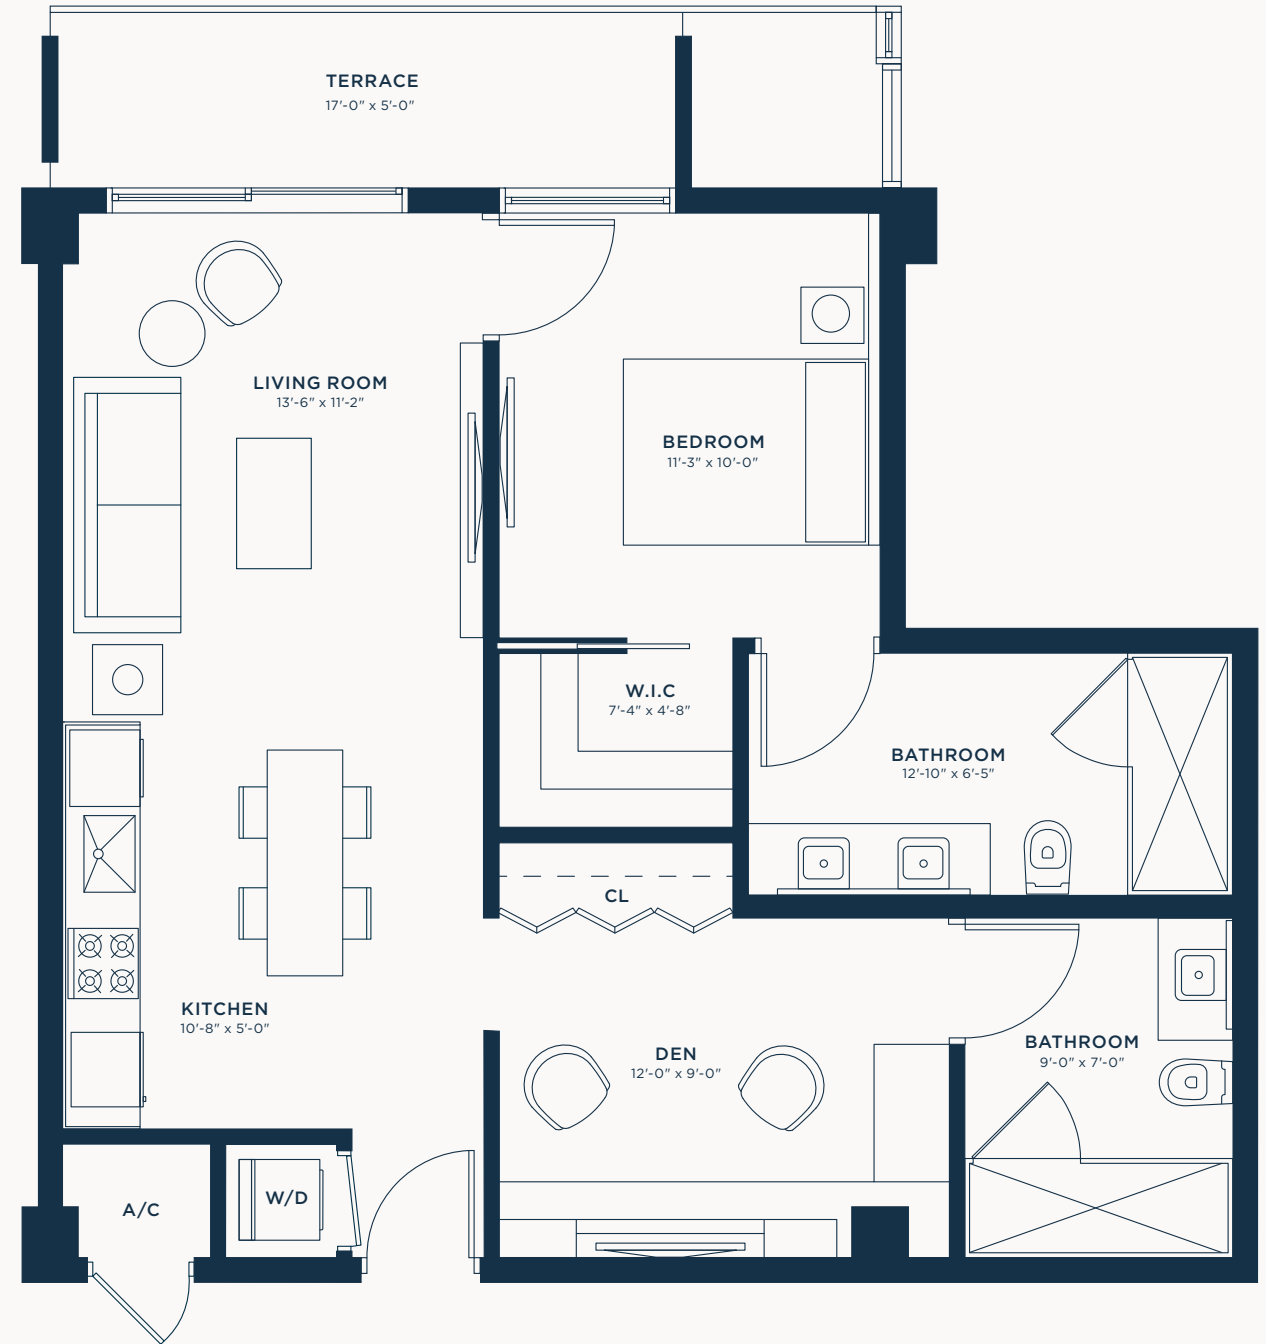 TERRACE
17'-0" x 5'-0"
LIVING ROOM
13'-6" x 11'-2"
BEDROOM
11'-3" x 10'-0"
W.I.C
7'-4" x 4'-8"
BATHROOM
12'-10" x 6'-5"
CL
KITCHEN
10'-8" x 5'-0"
DEN
12'-0" x 9'-0"
BATHROOM
9'-0" x 7'-0"
A/C
W/D